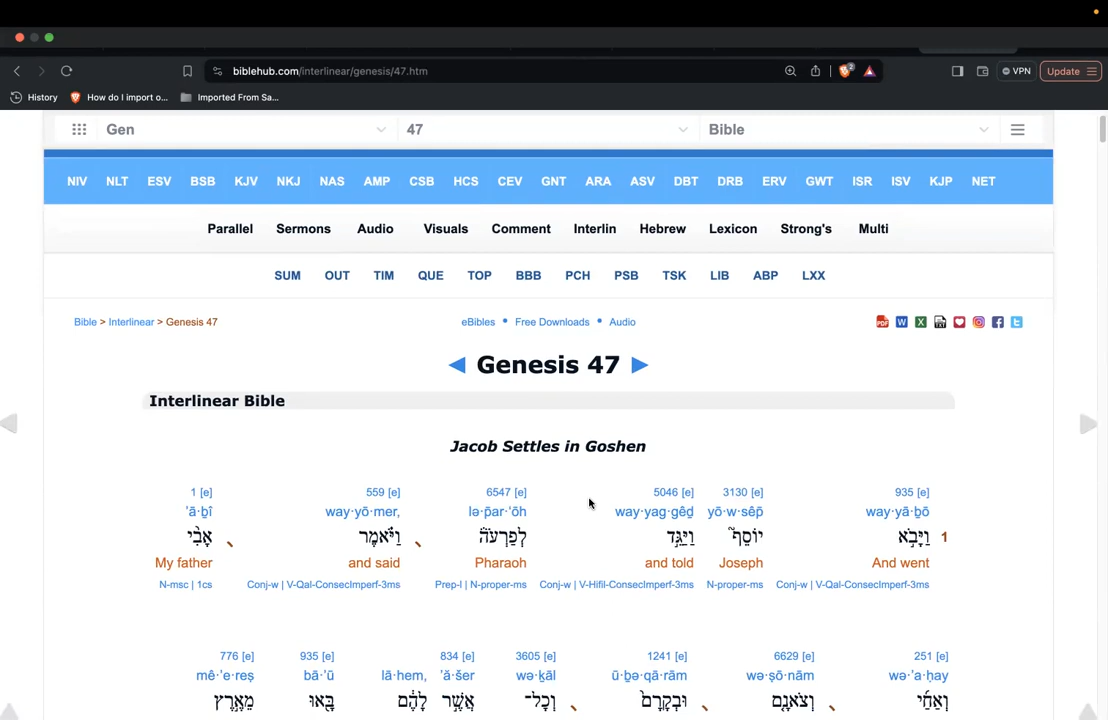 biblehub.com/interlinear/genesis/47.htm
2
VPN
Update
History
How do I import o...
Imported From Sa...
Gen 47 Bible
NIV NLT ESV BSB KJV NKJ NAS AMP CSB HCS CEV GNT ARA ASV DBT DRB ERV GWT ISR ISV KJP NET
Parallel Sermons Audio Visuals Comment Interlin Hebrew Lexicon Strong's Multi
SUM OUT TIM QUE TOP BBB PCH PSB TSK LIB ABP LXX
Bible > Interlinear > Genesis 47
eBibles • Free Downloads • Audio
◄ Genesis 47 ►
Interlinear Bible
Jacob Settles in Goshen
1 [e] 559 [e] 6547 [e] 5046 [e] 3130 [e] 935 [e]
’ā·ḇî way·yō·mer, lə·p̄ar·‘ōh way·yag·gêḏ yō·w·sêp̄ way·yā·ḇō
1 וַיָּבֹ֣א יוֹסֵף֮ וַיַּגֵּ֣ד לְפַרְעֹה֒ ､ וַיֹּ֗אמֶר ､ אָבִ֨י
My father and said Pharaoh and told Joseph And went
N-msc | 1cs Conj-w | V-Qal-ConsecImperf-3ms Prep-l | N-proper-ms Conj-w | V-Hifil-ConsecImperf-3ms N-proper-ms Conj-w | V-Qal-ConsecImperf-3ms
776 [e] 935 [e] 834 [e] 3605 [e] 1241 [e] 6629 [e] 251 [e]
mê·’e·reṣ bā·’ū lā·hem, ’ă·šer wə·ḵāl ū·ḇə·qā·rām wə·ṣō·nām wə·’a·ḥay
וְאַחַ֜י וְצֹאנָ֤ם ､ וּבְקָרָם֙ ､ וְכָל־ ､ אֲשֶׁ֣ר לָהֶ֔ם בָּ֖אוּ מֵאֶ֣רֶץ